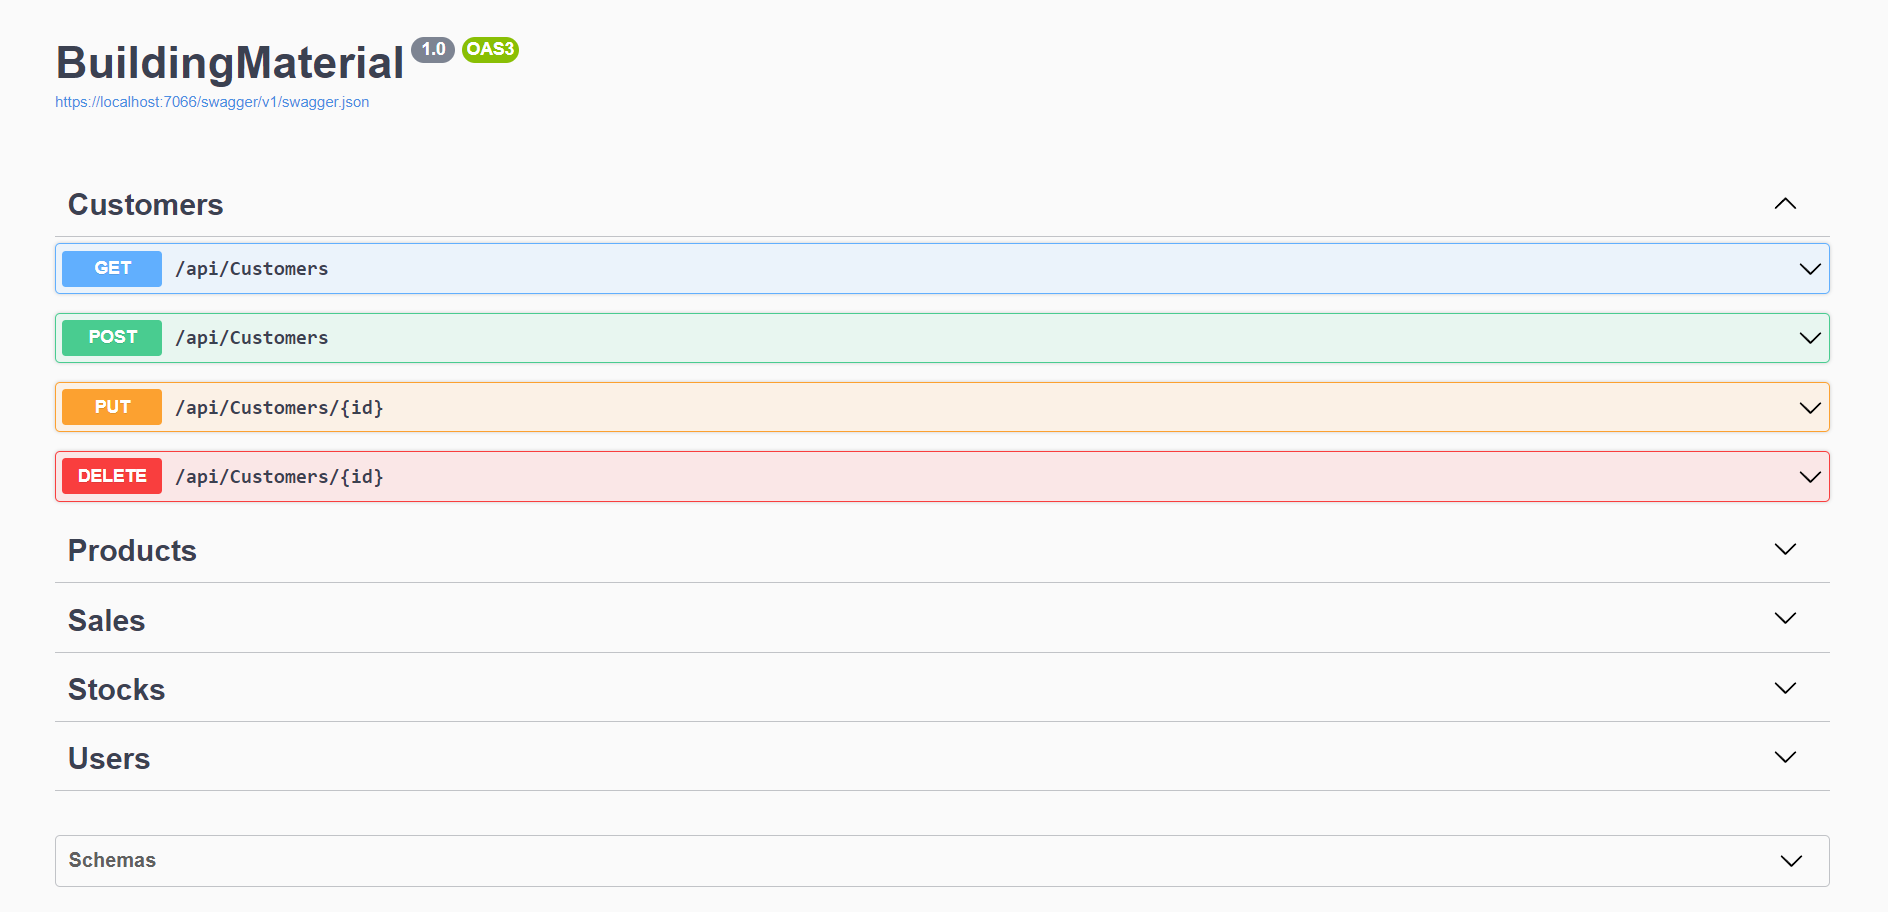 BuildingMaterial 1.0 OAS3
https://localhost:7066/swagger/v1/swagger.json
Customers
GET /api/Customers
POST /api/Customers
PUT /api/Customers/{id}
DELETE /api/Customers/{id}
Products
Sales
Stocks
Users
Schemas